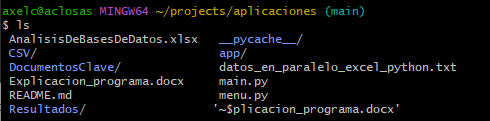 axelc@aclosas MINGW64 ~/projects/aplicaciones (main)
$ ls
AnalisisDeBasesDeDatos.xlsx __pycache__/
CSV/ app/
DocumentosClave/ datos_en_paralelo_excel_python.txt
Explicacion_programa.docx main.py
README.md menu.py
Resultados/ '~$plicacion_programa.docx'